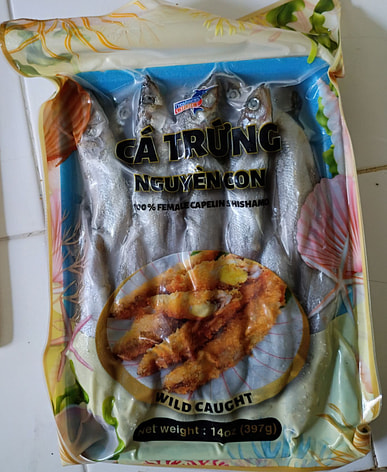 CÁ TRỨNG
NGUYÊN CON
100% FEMALE CAPELIN SHISHAMO
WILD CAUGHT
Net weight : 14oz (397g)